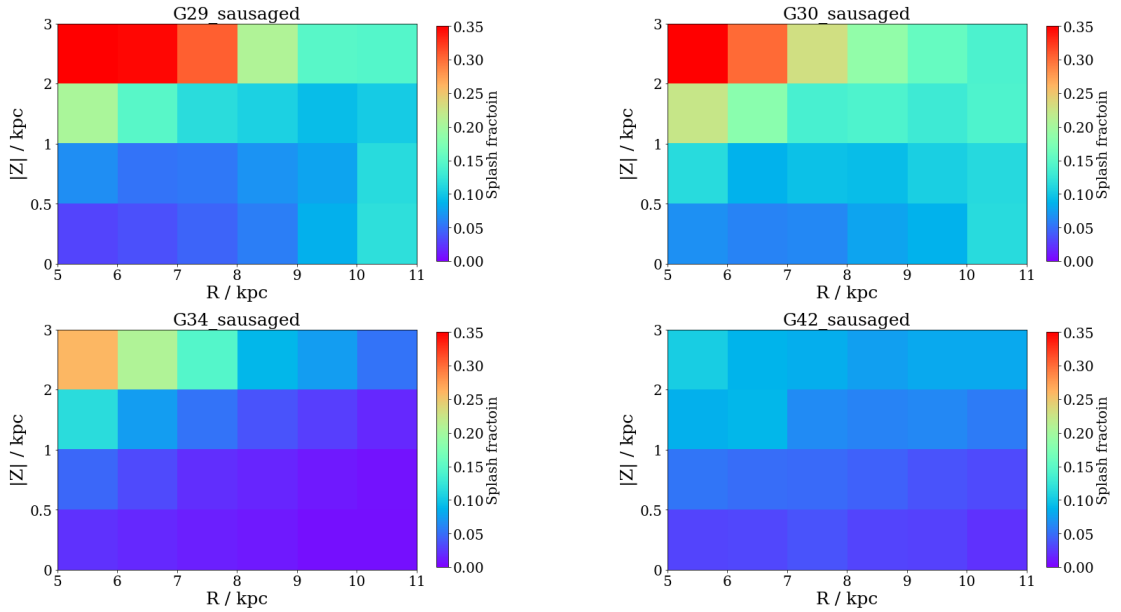 G29_sausaged
|Z| / kpc
3
2
1
0.5
0
5 6 7 8 9 10 11
R / kpc
0.35
0.30
0.25
0.20
0.15
0.10
0.05
0.00
Splash fractoin
G30_sausaged
|Z| / kpc
3
2
1
0.5
0
5 6 7 8 9 10 11
R / kpc
0.35
0.30
0.25
0.20
0.15
0.10
0.05
0.00
Splash fractoin
G34_sausaged
|Z| / kpc
3
2
1
0.5
0
5 6 7 8 9 10 11
R / kpc
0.35
0.30
0.25
0.20
0.15
0.10
0.05
0.00
Splash fractoin
G42_sausaged
|Z| / kpc
3
2
1
0.5
0
5 6 7 8 9 10 11
R / kpc
0.35
0.30
0.25
0.20
0.15
0.10
0.05
0.00
Splash fractoin